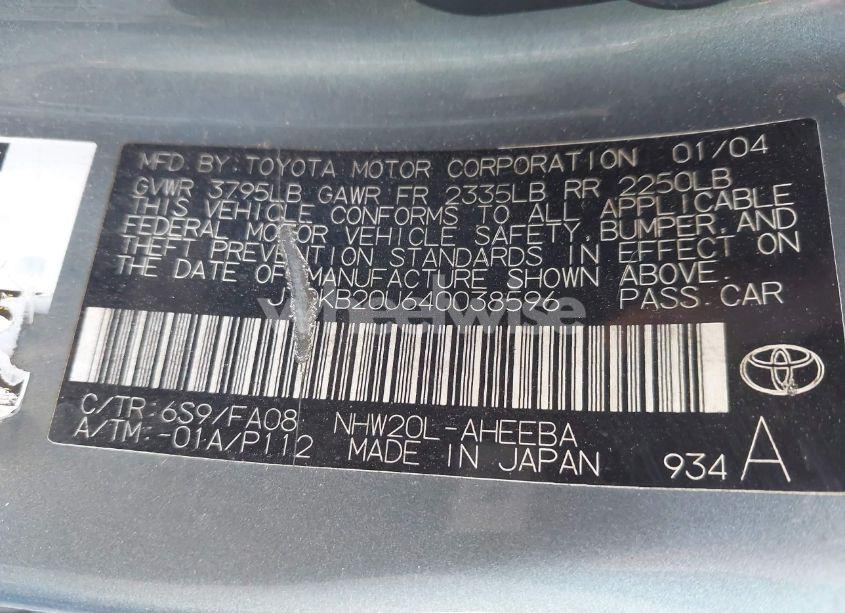 MFD BY: TOYOTA MOTOR CORPORATION 01/04
GVWR 3795LB GAWR FR 2335LB RR 2250LB
THIS VEHICLE CONFORMS TO ALL APPLICABLE
FEDERAL MOTOR VEHICLE SAFETY, BUMPER, AND
THEFT PREVENTION STANDARDS IN EFFECT ON
THE DATE OF MANUFACTURE SHOWN ABOVE.
KB20U640038596 PASS.CAR
wheelwise
C/TR: 6S9/FA08 NHW20L-AHEEBA
A/TM: -01A/P112 MADE IN JAPAN 934 A